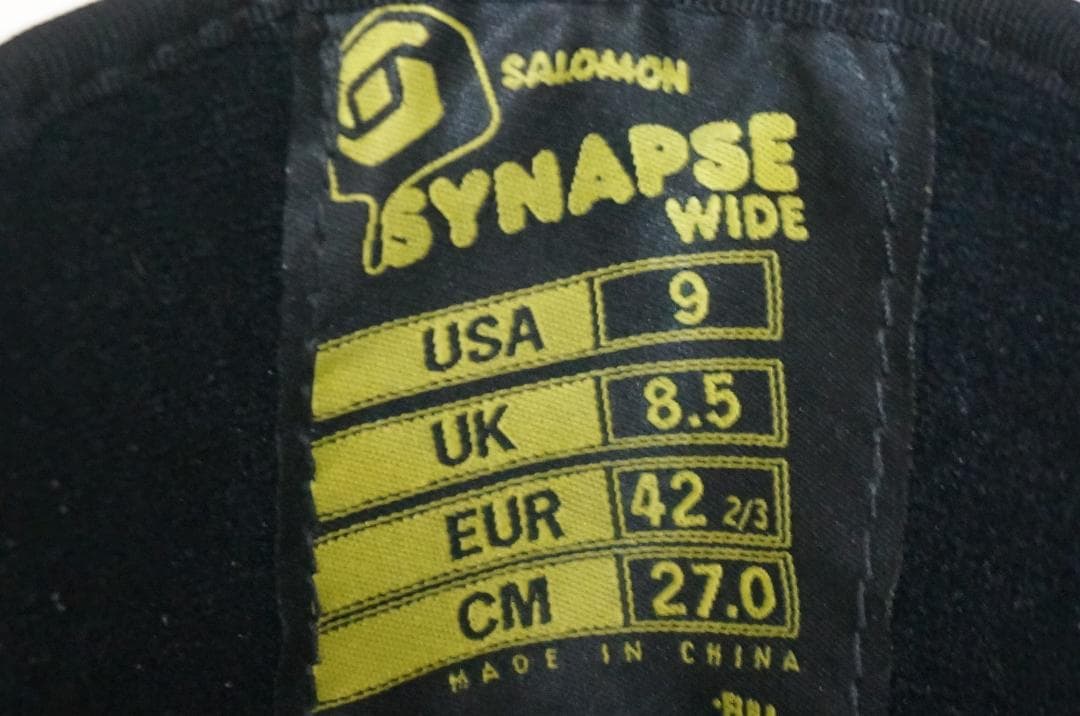 SALOMON
SYNAPSE
WIDE
USA 9
UK 8.5
EUR 42 2/3
CM 27.0
MADE IN CHINA